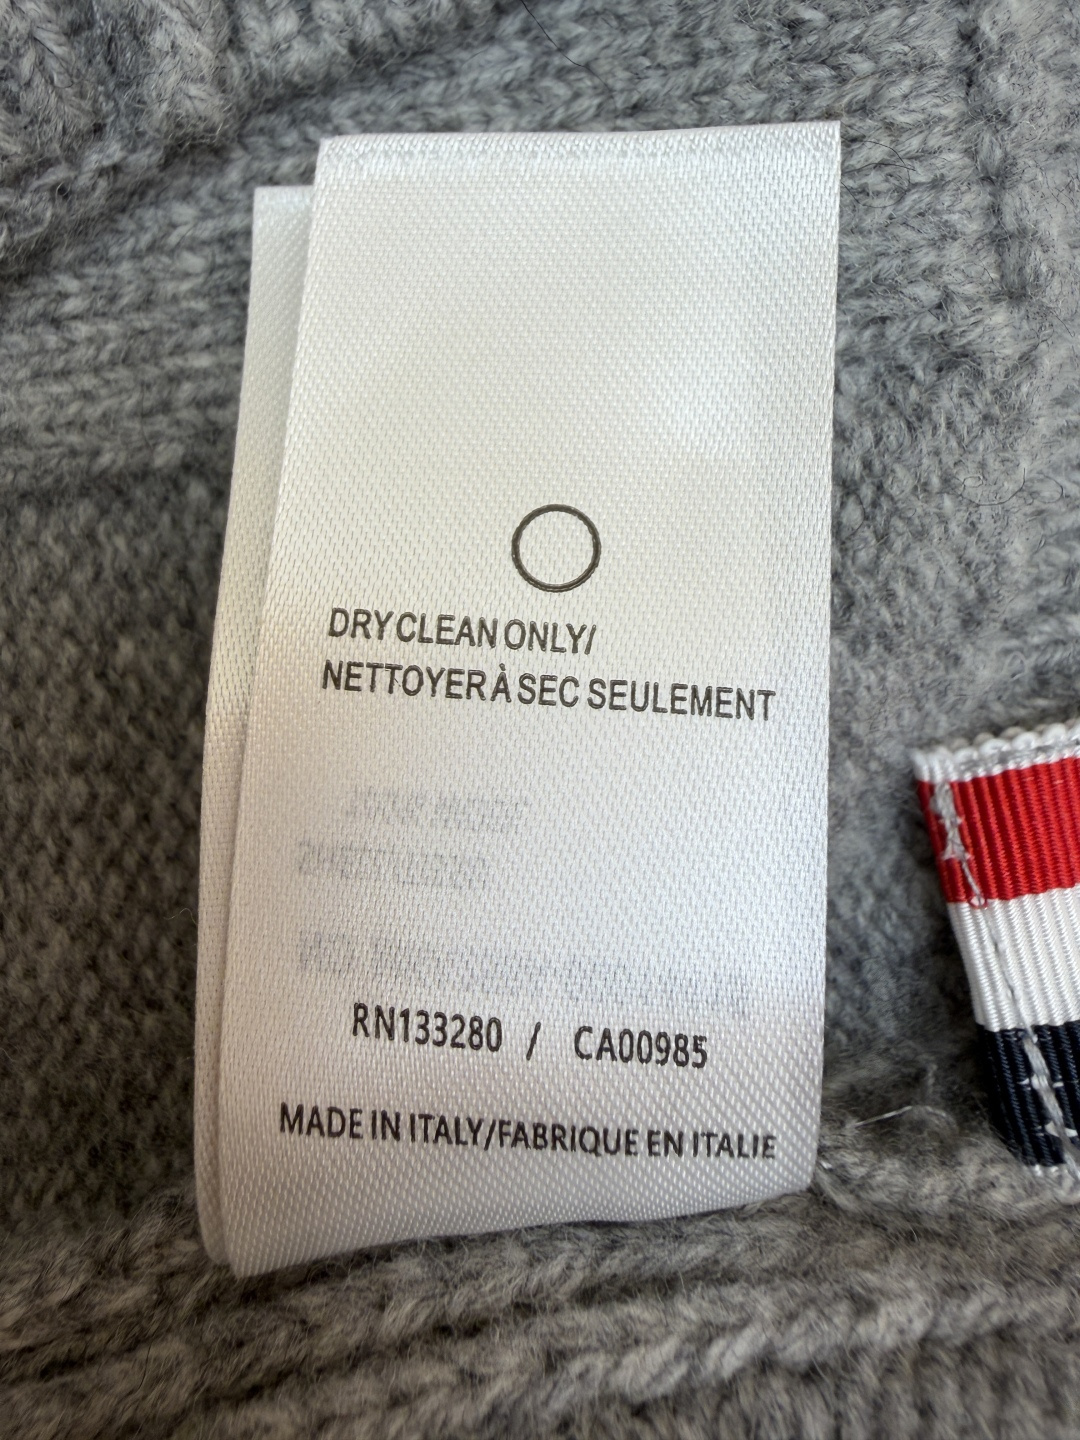 DRY CLEAN ONLY/
NETTOYER À SEC SEULEMENT
RN133280 / CA00985
MADE IN ITALY/FABRIQUE EN ITALIE